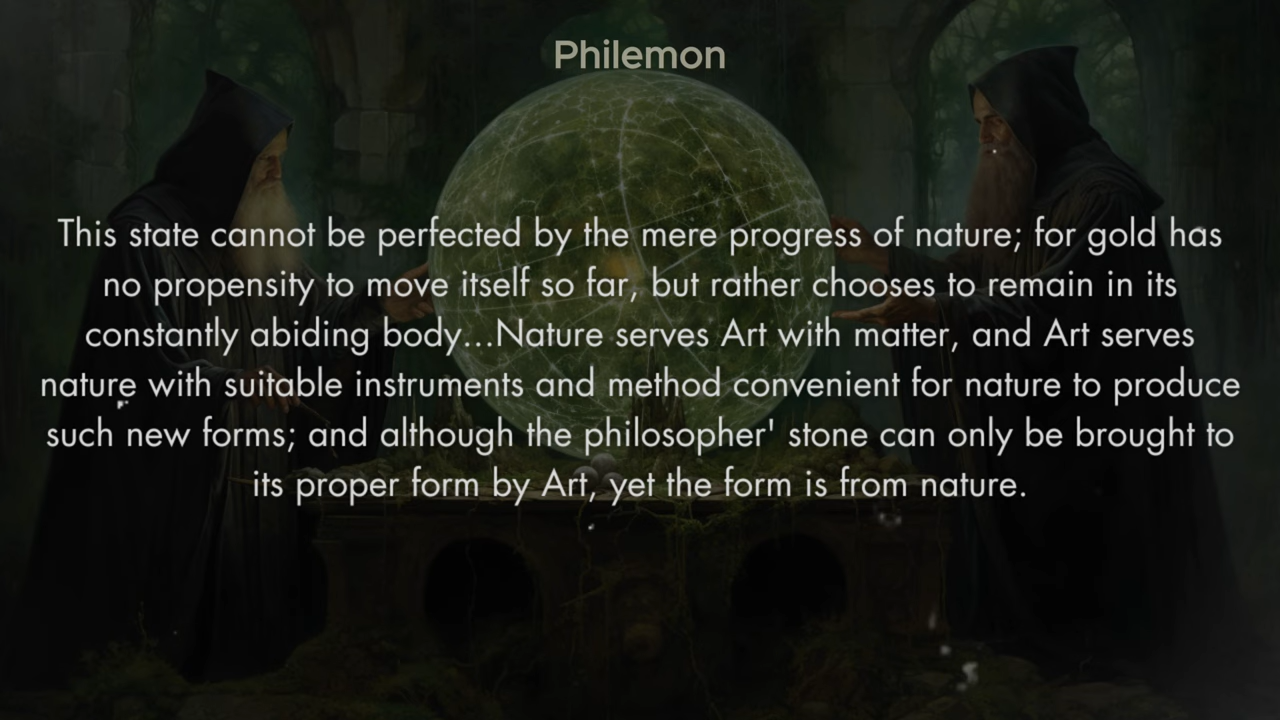 Philemon
This state cannot be perfected by the mere progress of nature; for gold has
no propensity to move itself so far, but rather chooses to remain in its
constantly abiding body...Nature serves Art with matter, and Art serves
nature with suitable instruments and method convenient for nature to produce
such new forms; and although the philosopher' stone can only be brought to
its proper form by Art, yet the form is from nature.